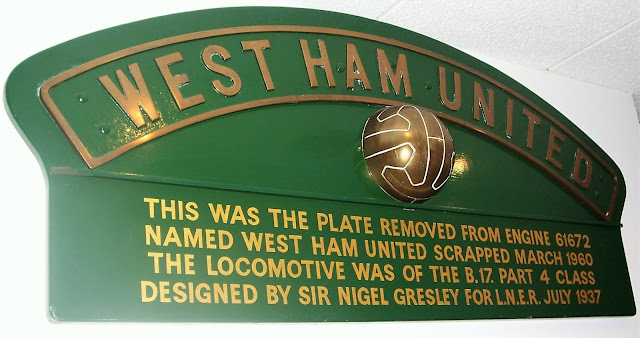 WEST HAM UNITED
THIS WAS THE PLATE REMOVED FROM ENGINE 61672
NAMED WEST HAM UNITED SCRAPPED MARCH 1960
THE LOCOMOTIVE WAS OF THE B.17. PART 4 CLASS
DESIGNED BY SIR NIGEL GRESLEY FOR L.N.E.R. JULY 1937